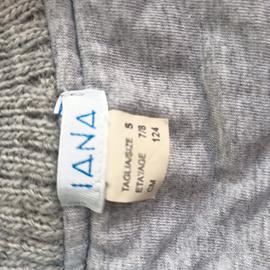 IANA
TAGLIA/SIZE S
ETA'/AGE 7/8
CM 124